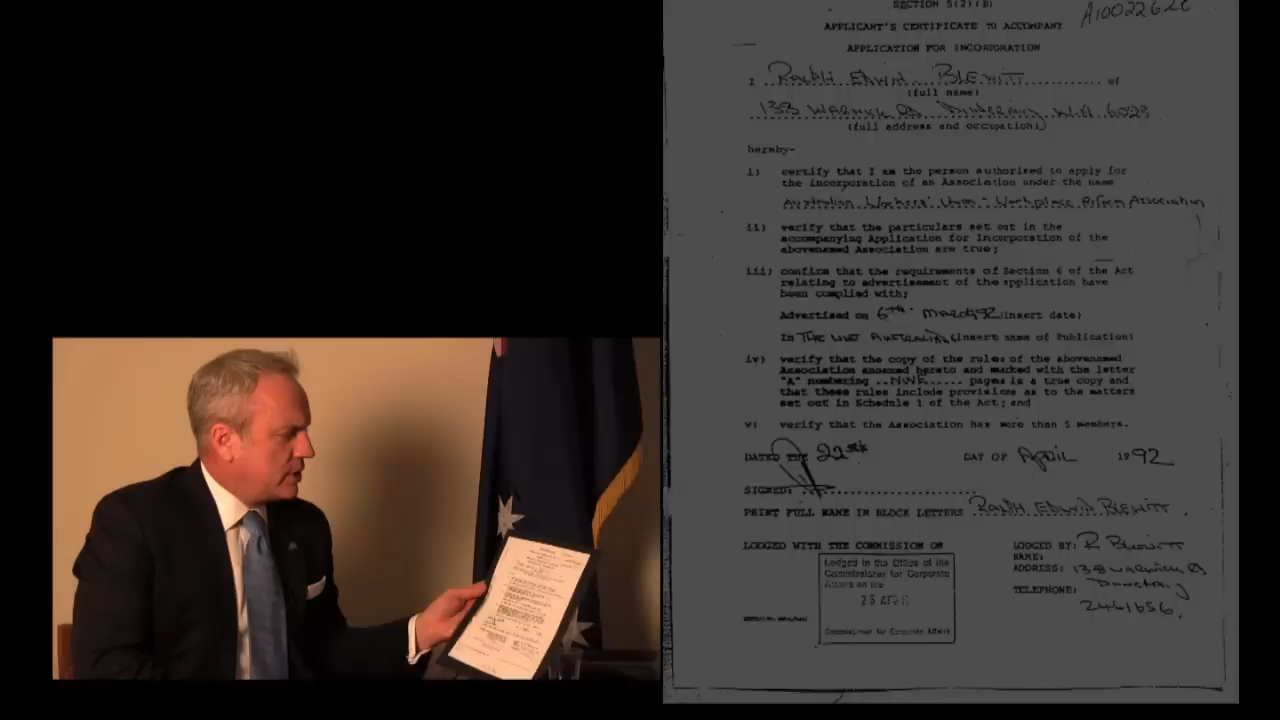 SECTION 5(2)(B)
A1002262E
APPLICANT'S CERTIFICATE TO ACCOMPANY
APPLICATION FOR INCORPORATION
I Ralph Edwin Blewitt of
(full name)
138 Warwick Rd W.A 6023
(full address and occupation)
hereby-
i) certify that I am the person authorised to apply for
the incorporation of an Association under the name
Australian Workers' Union - Workplace Reform Association
ii) verify that the particulars set out in the
accompanying Application for Incorporation of the
abovenamed Association are true;
iii) confirm that the requirements of Section 6 of the Act
relating to advertisement of the application have
been complied with;
Advertised on 6TH March 92 (insert date)
In THE WEST AUSTRALIAN (insert name of Publication)
iv) verify that the copy of the rules of the abovenamed
Association annexed hereto and marked with the letter
"A" numbering ..NINE..... pages is a true copy and
that these rules include provisions as to the matters
set out in Schedule 1 of the Act; and
v) verify that the Association has more than 5 members.
DATED THE 22nd DAY OF April 1992
SIGNED:
PRINT FULL NAME IN BLOCK LETTERS RALPH EDWIN BLEWITT
LODGED WITH THE COMMISSION ON
LODGED BY: R Blewitt
NAME:
ADDRESS: 138 Warwick Rd
TELEPHONE:
2461656
Lodged in the Office of the
Commissioner for Corporate
Affairs on the
Commissioner for Corporate Affairs